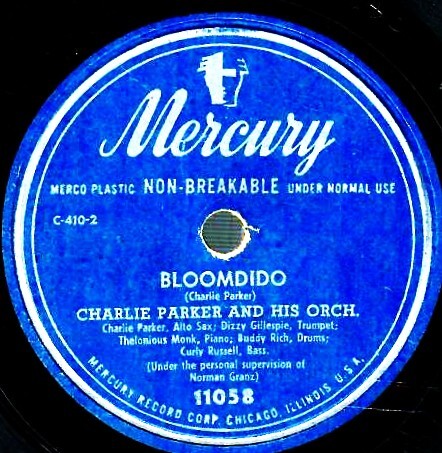 Mercury
MERCO PLASTIC NON-BREAKABLE UNDER NORMAL USE
C-410-2
BLOOMDIDO
(Charlie Parker)
CHARLIE PARKER AND HIS ORCH.
Charlie Parker, Alto Sax; Dizzy Gillespie, Trumpet;
Thelonious Monk, Piano; Buddy Rich, Drums;
Curly Russell, Bass.
(Under the personal supervision of
Norman Granz)
11058
MERCURY RECORD CORP. CHICAGO, ILLINOIS U.S.A.